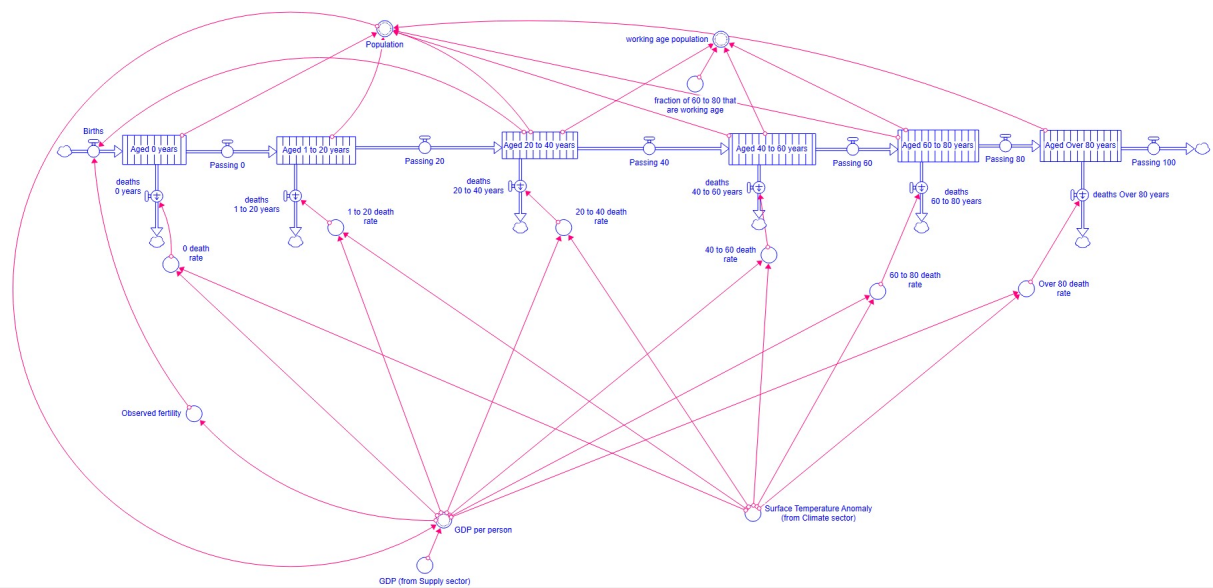 Population
working age population
fraction of 60 to 80 that
are working age
Births
Aged 0 years
Passing 0
Aged 1 to 20 years
Passing 20
Aged 20 to 40 years
Passing 40
Aged 40 to 60 years
Passing 60
Aged 60 to 80 years
Passing 80
Aged Over 80 years
Passing 100
deaths
0 years
deaths
1 to 20 years
deaths
20 to 40 years
deaths
40 to 60 years
deaths
60 to 80 years
deaths Over 80 years
0 death
rate
1 to 20 death
rate
20 to 40 death
rate
40 to 60 death
rate
60 to 80 death
rate
Over 80 death
rate
Observed fertility
GDP per person
Surface Temperature Anomaly
(from Climate sector)
GDP (from Supply sector)